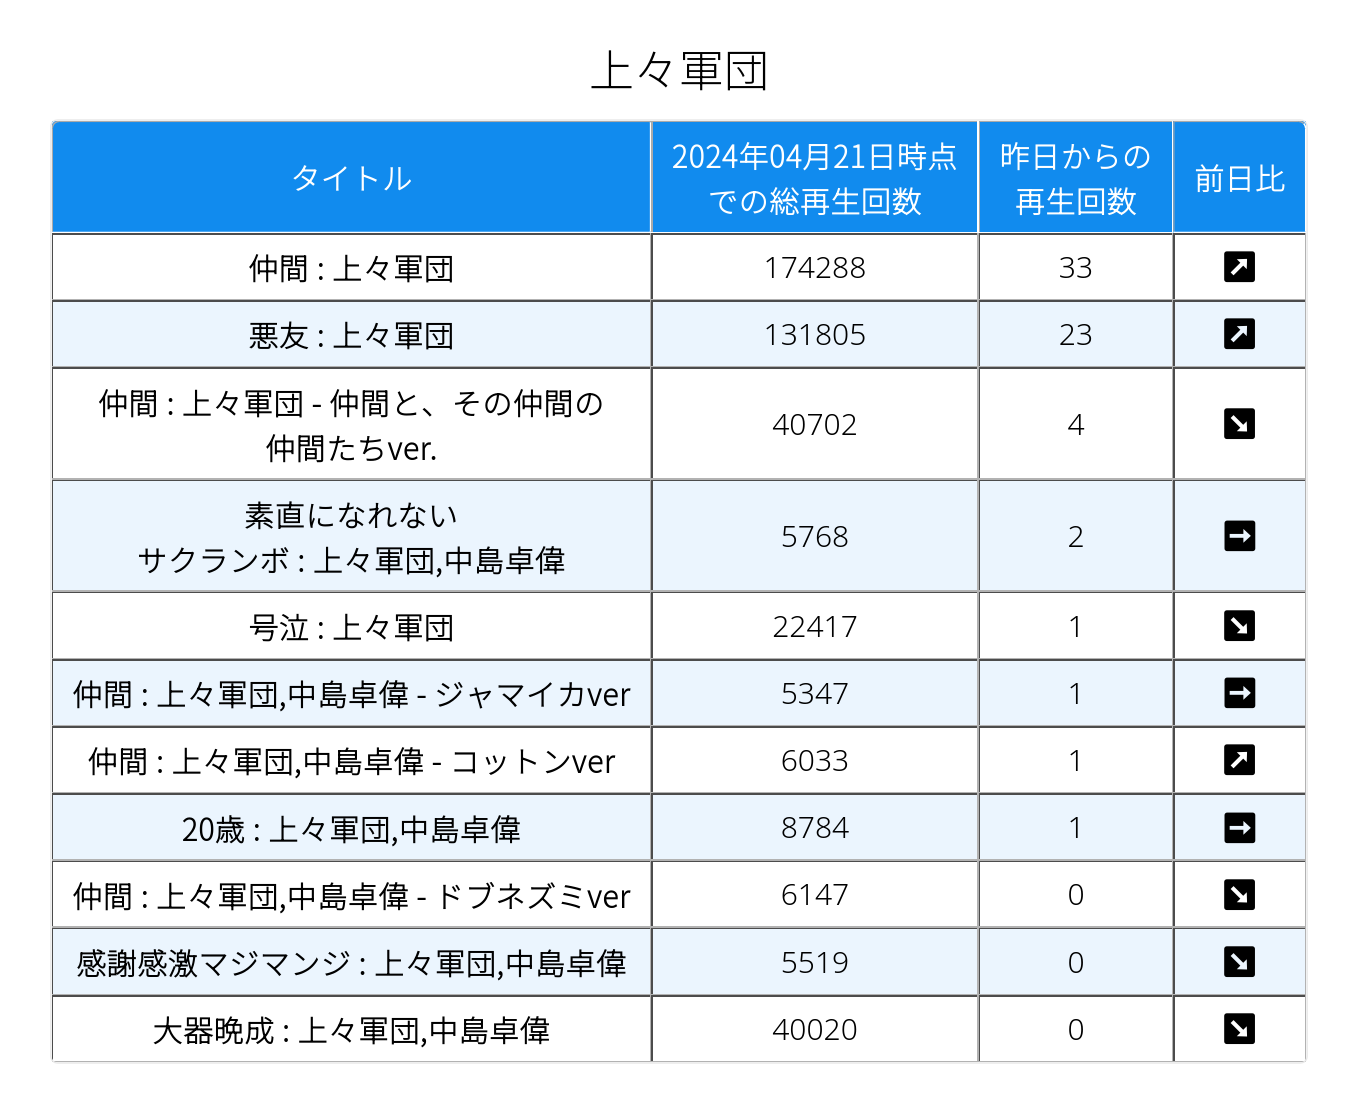 上々軍団
タイトル
2024年04月21日時点
での総再生回数
昨日からの
再生回数
前日比
仲間 : 上々軍団
174288
33
悪友 : 上々軍団
131805
23
仲間 : 上々軍団 - 仲間と、その仲間の
仲間たちver.
40702
4
素直になれない
サクランボ : 上々軍団,中島卓偉
5768
2
号泣 : 上々軍団
22417
1
仲間 : 上々軍団,中島卓偉 - ジャマイカver
5347
1
仲間 : 上々軍団,中島卓偉 - コットンver
6033
1
20歳 : 上々軍団,中島卓偉
8784
1
仲間 : 上々軍団,中島卓偉 - ドブネズミver
6147
0
感謝感激マジマンジ : 上々軍団,中島卓偉
5519
0
大器晩成 : 上々軍団,中島卓偉
40020
0